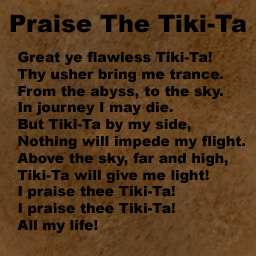 Praise The Tiki-Ta
Great ye flawless Tiki-Ta!
Thy usher bring me trance.
From the abyss, to the sky.
In journey I may die.
But Tiki-Ta by my side,
Nothing will impede my flight.
Above the sky, far and high,
Tiki-Ta will give me light!
I praise thee Tiki-Ta!
I praise thee Tiki-Ta!
All my life!